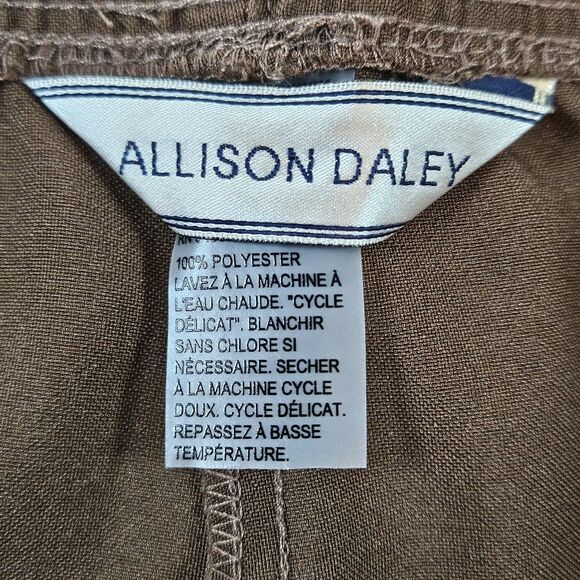 ALLISON DALEY
100% POLYESTER
LAVEZ À LA MACHINE À
L'EAU CHAUDE. "CYCLE
DÉLICAT". BLANCHIR
SANS CHLORE SI
NÉCESSAIRE. SECHER
À LA MACHINE CYCLE
DOUX. CYCLE DÉLICAT.
REPASSEZ À BASSE
TEMPÉRATURE.